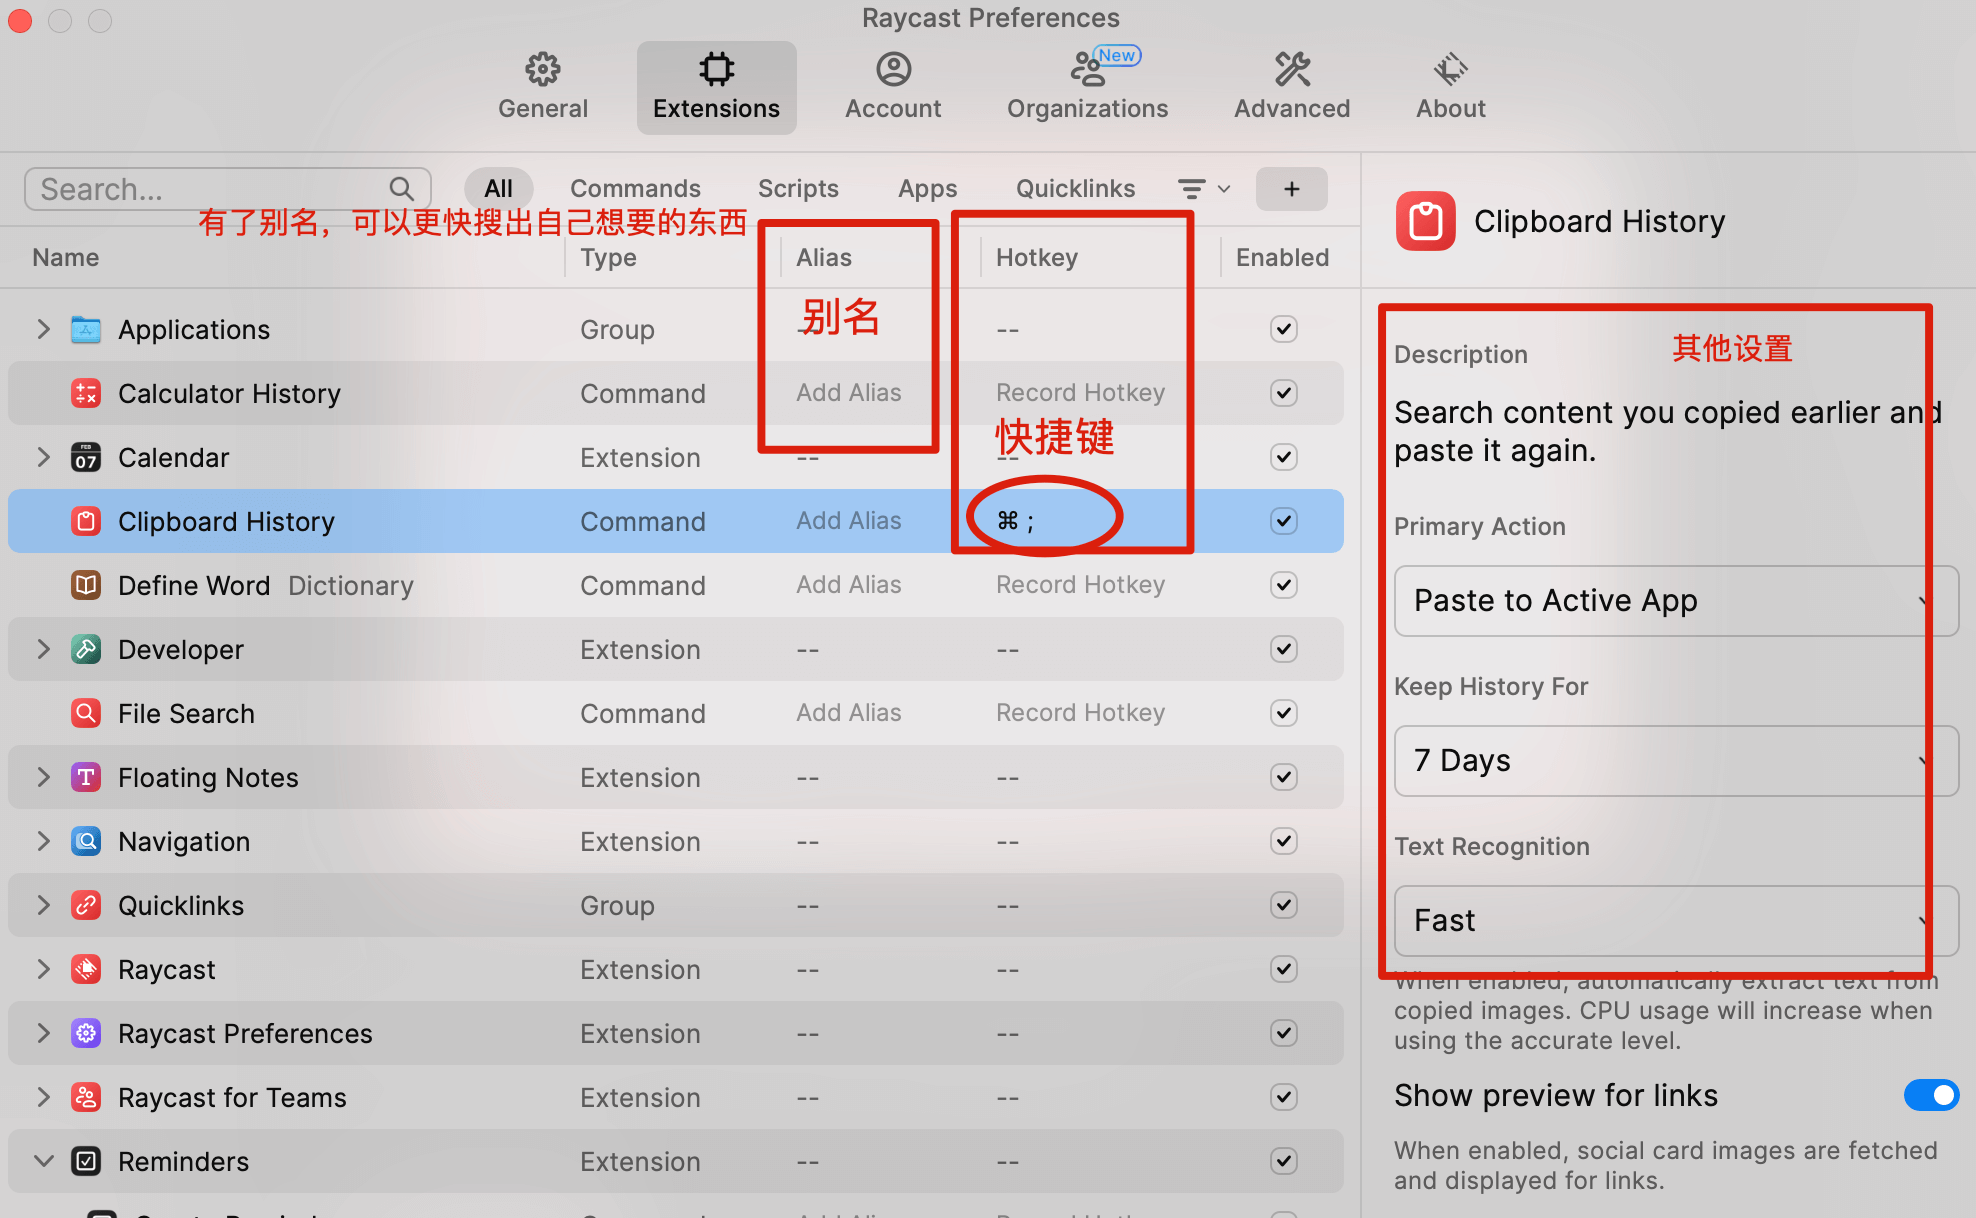 Raycast Preferences
General
Extensions
Account
New
Organizations
Advanced
About
Search...
All
Commands
Scripts
Apps
Quicklinks
+
有了别名，可以更快搜出自己想要的东西
Name
Type
Alias
Hotkey
Enabled
别名
快捷键
Applications Group -- --
Calculator History Command Add Alias Record Hotkey
FEB
07
Calendar Extension -- --
Clipboard History Command Add Alias ⌘ ;
Define Word Dictionary Command Add Alias Record Hotkey
Developer Extension -- --
File Search Command Add Alias Record Hotkey
Floating Notes Extension -- --
Navigation Extension -- --
Quicklinks Group -- --
Raycast Extension -- --
Raycast Preferences Extension -- --
Raycast for Teams Extension -- --
Reminders Extension -- --
Clipboard History
其他设置
Description
Search content you copied earlier and
paste it again.
Primary Action
Paste to Active App
Keep History For
7 Days
Text Recognition
Fast
When enabled, automatically extract text from
copied images. CPU usage will increase when
using the accurate level.
Show preview for links
When enabled, social card images are fetched
and displayed for links.